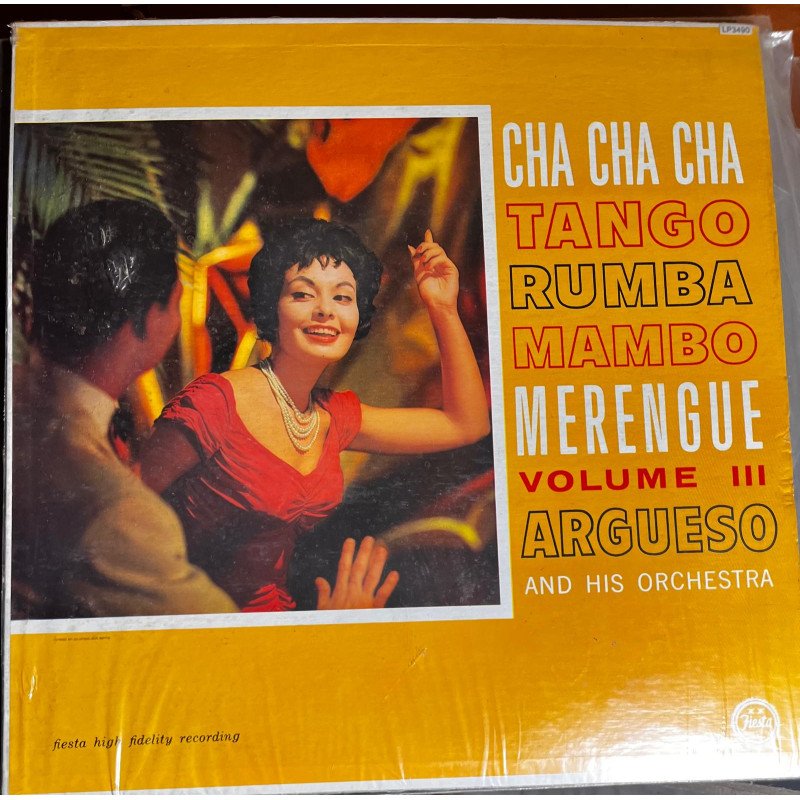 LP3490
CHA CHA CHA
TANGO
RUMBA
MAMBO
MERENGUE
VOLUME III
ARGUESO
AND HIS ORCHESTRA
fiesta high fidelity recording
Fiesta